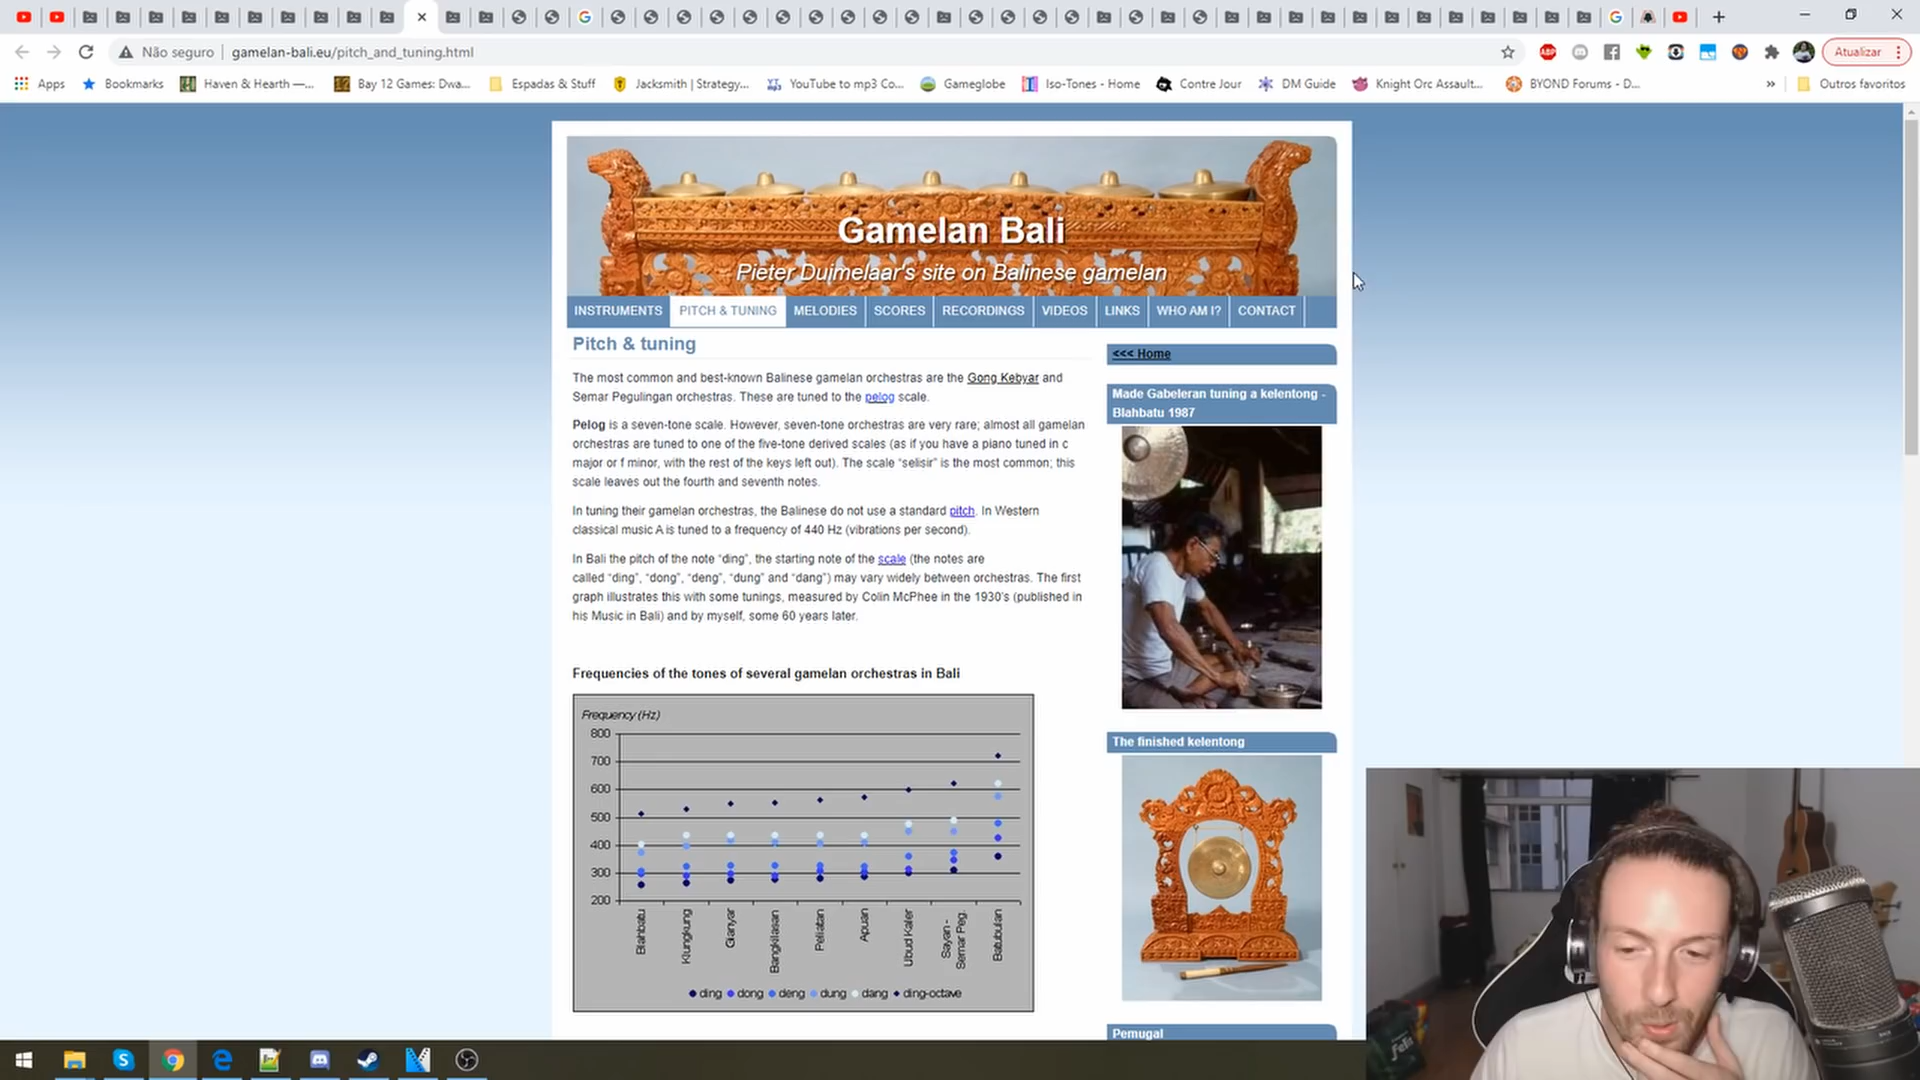 Não seguro | gamelan-bali.eu/pitch_and_tuning.html
ABP
Atualizar
Apps
Bookmarks
Haven & Hearth —...
Bay 12 Games: Dwa...
Espadas & Stuff
Jacksmith | Strategy...
YouTube to mp3 Co...
Gameglobe
Iso-Tones - Home
Contre Jour
DM Guide
Knight Orc Assault...
BYOND Forums - D...
»
Outros favoritos
Gamelan Bali
Pieter Duimelaar's site on Balinese gamelan
INSTRUMENTS
PITCH & TUNING
MELODIES
SCORES
RECORDINGS
VIDEOS
LINKS
WHO AM I?
CONTACT
Pitch & tuning
The most common and best-known Balinese gamelan orchestras are the Gong Kebyar and
Semar Pegulingan orchestras. These are tuned to the pelog scale.
Pelog is a seven-tone scale. However, seven-tone orchestras are very rare; almost all gamelan
orchestras are tuned to one of the five-tone derived scales (as if you have a piano tuned in c
major or f minor, with the rest of the keys left out). The scale “selisir” is the most common; this
scale leaves out the fourth and seventh notes.
In tuning their gamelan orchestras, the Balinese do not use a standard pitch. In Western
classical music A is tuned to a frequency of 440 Hz (vibrations per second).
In Bali the pitch of the note “ding”, the starting note of the scale (the notes are
called “ding”, “dong”, “deng”, “dung” and “dang”) may vary widely between orchestras. The first
graph illustrates this with some tunings, measured by Colin McPhee in the 1930’s (published in
his Music in Bali) and by myself, some 60 years later.
Frequencies of the tones of several gamelan orchestras in Bali
Frequency (Hz)
800
700
600
500
400
300
200
Blahbatu
Klungkung
Gianyar
Bangkilasan
Peliatan
Apuan
Ubud Kaler
Sayan -
Semar Peg.
Batubulan
ding
dong
deng
dung
dang
ding-octave
<<< Home
Made Gabeleran tuning a kelentong -
Blahbatu 1987
The finished kelentong
Pemugal